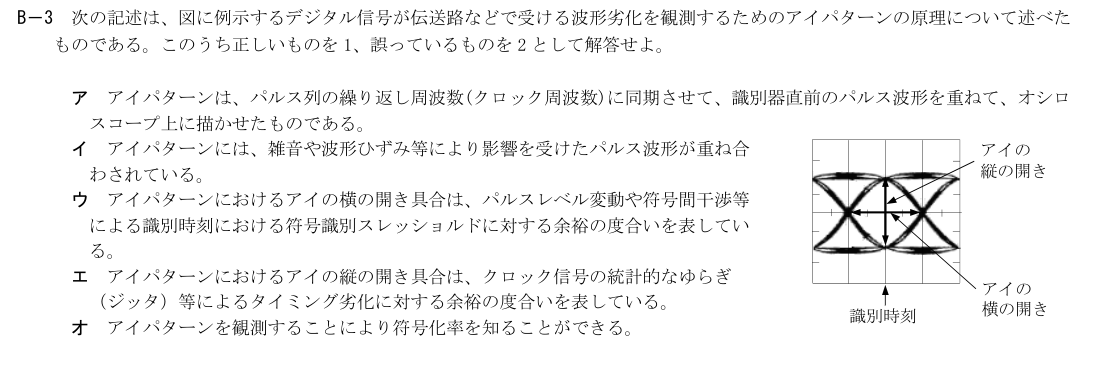 B－3　次の記述は、図に例示するデジタル信号が伝送路などで受ける波形劣化を観測するためのアイパターンの原理について述べた
ものである。このうち正しいものを 1、誤っているものを 2 として解答せよ。
ア　アイパターンは、パルス列の繰り返し周波数(クロック周波数)に同期させて、識別器直前のパルス波形を重ねて、オシロ
スコープ上に描かせたものである。
イ　アイパターンには、雑音や波形ひずみ等により影響を受けたパルス波形が重ね合
わされている。
ウ　アイパターンにおけるアイの横の開き具合は、パルスレベル変動や符号間干渉等
による識別時刻における符号識別スレッショルドに対する余裕の度合いを表してい
る。
エ　アイパターンにおけるアイの縦の開き具合は、クロック信号の統計的なゆらぎ
（ジッタ）等によるタイミング劣化に対する余裕の度合いを表している。
オ　アイパターンを観測することにより符号化率を知ることができる。
アイの
縦の開き
アイの
横の開き
識別時刻